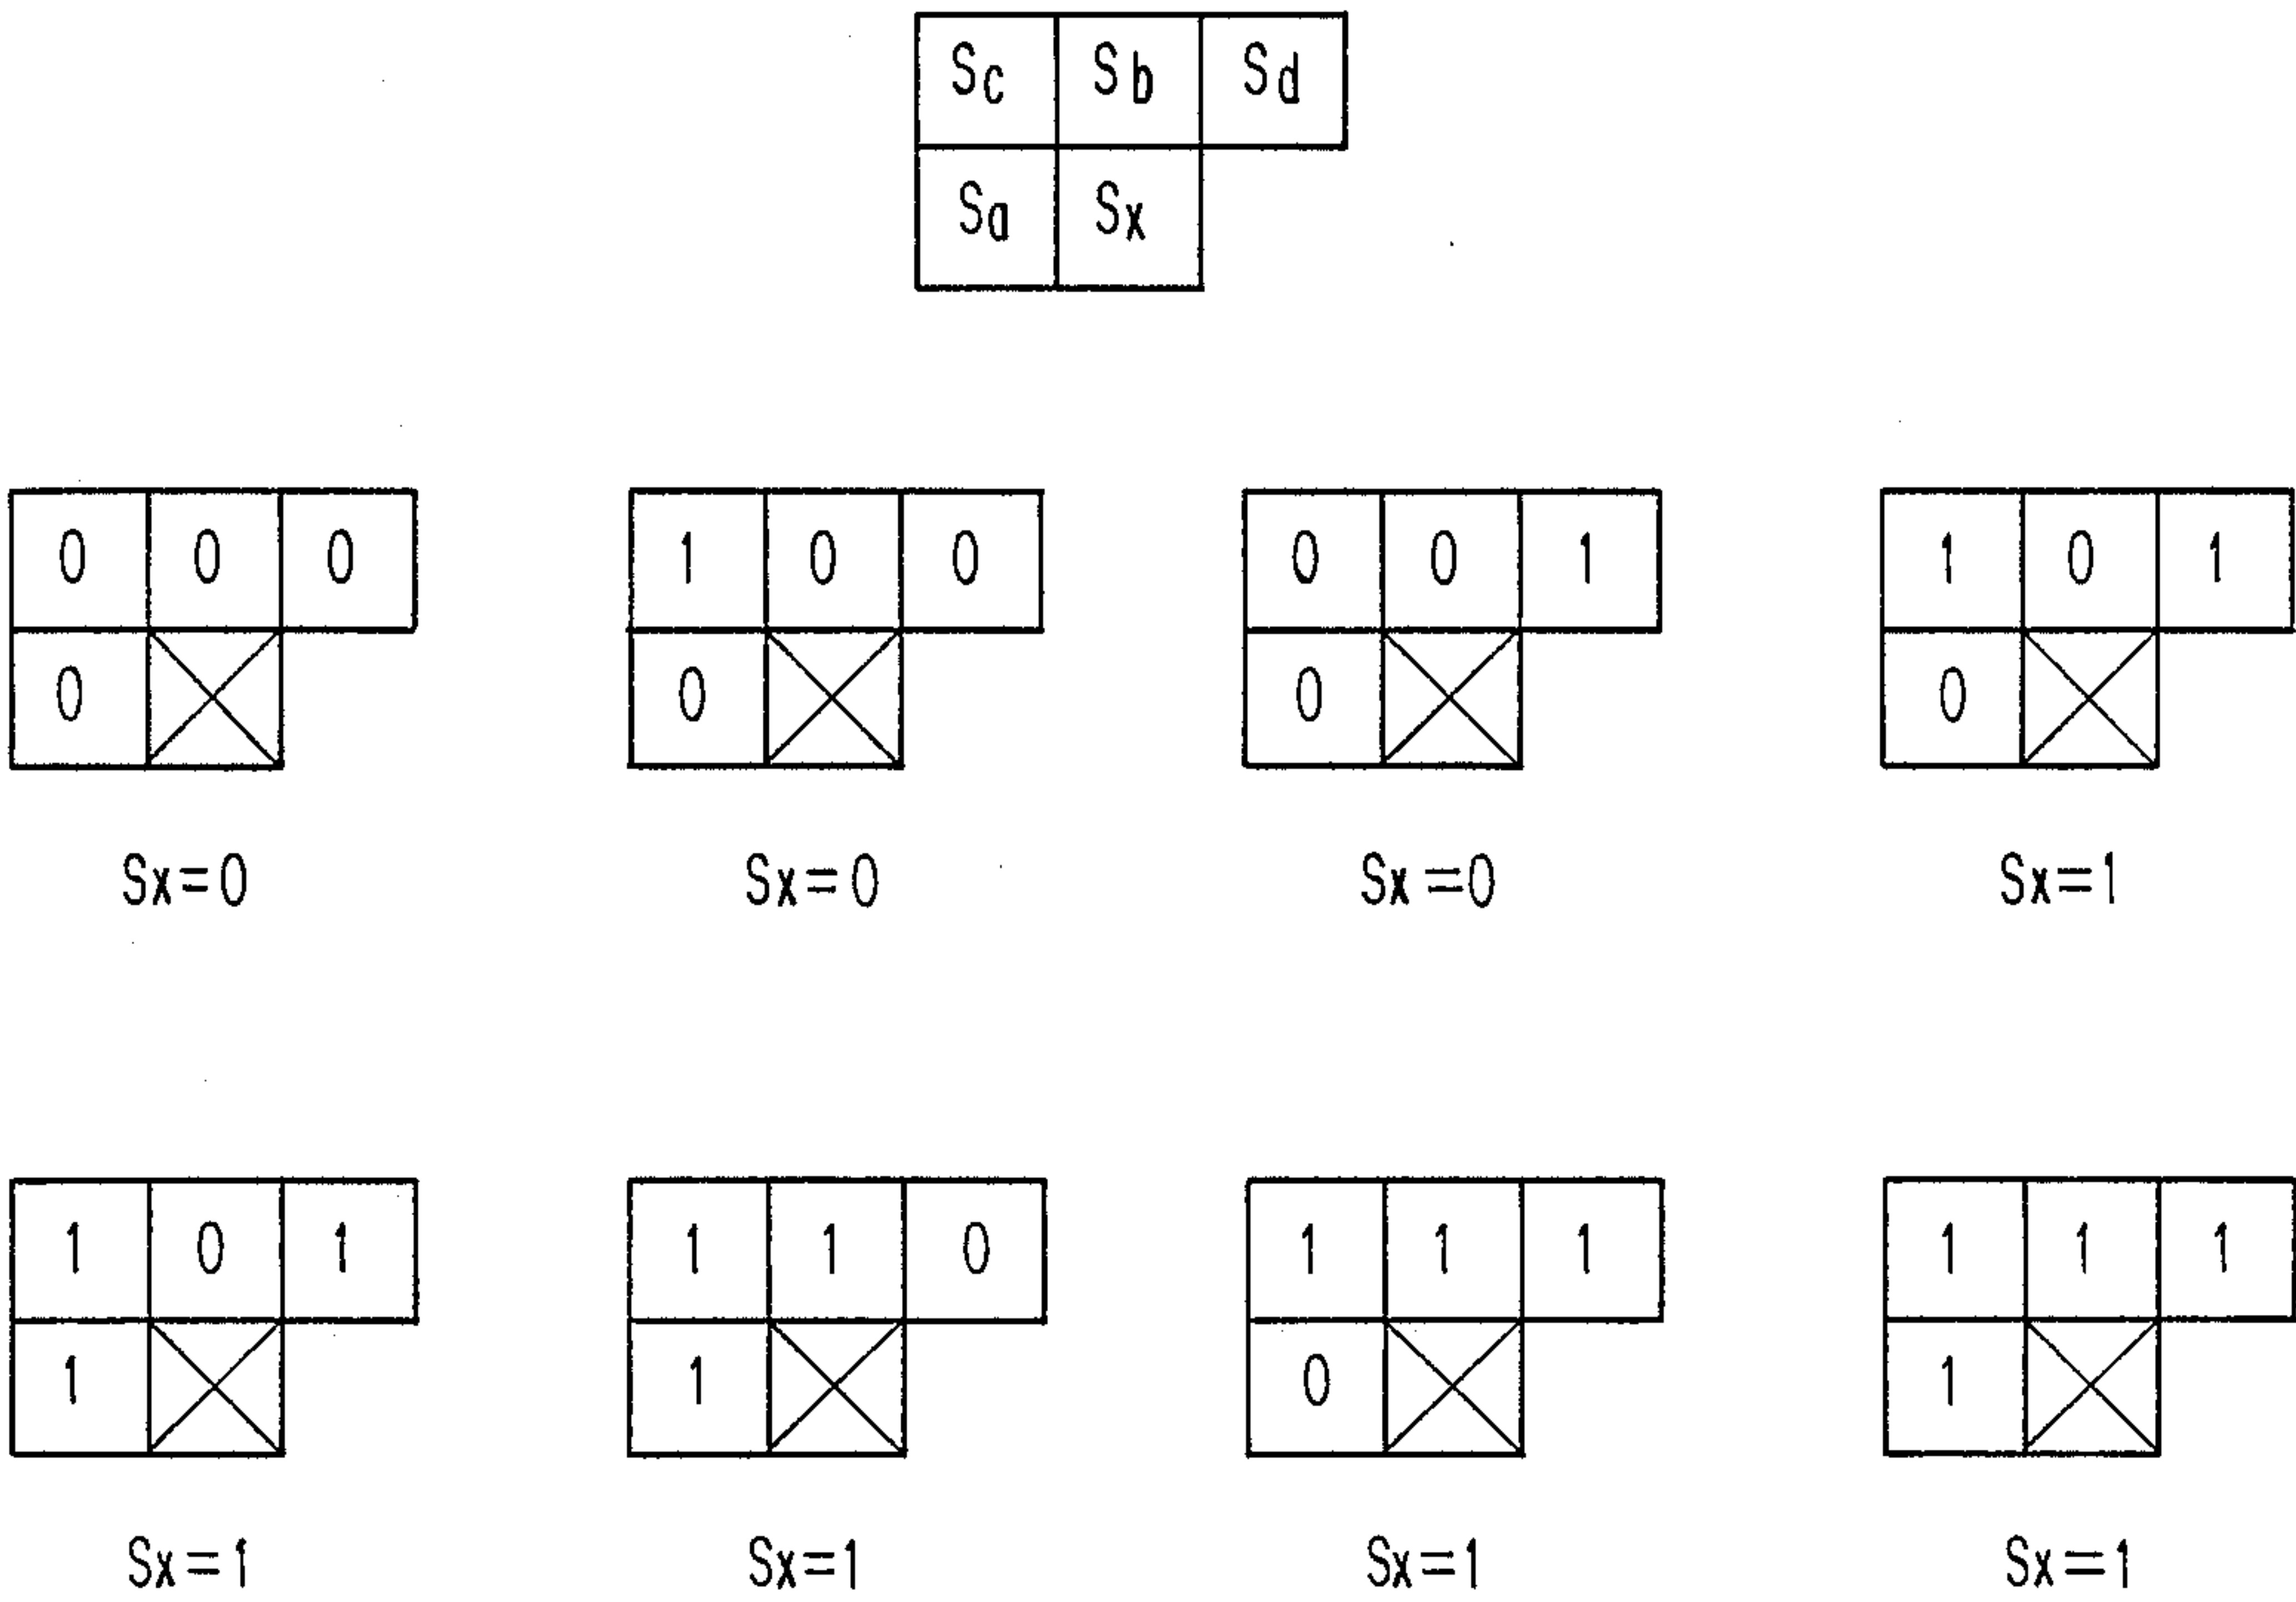 Sc Sb Sd
Sa Sx
0 0 0 1 0 0 0 0 1 1 0 1
0 0 0 0
Sx=0 Sx=0 Sx=0 Sx=1
1 0 1 1 1 0 1 1 1 1 1 1
1 1 0 1
Sx=1 Sx=1 Sx=1 Sx=1